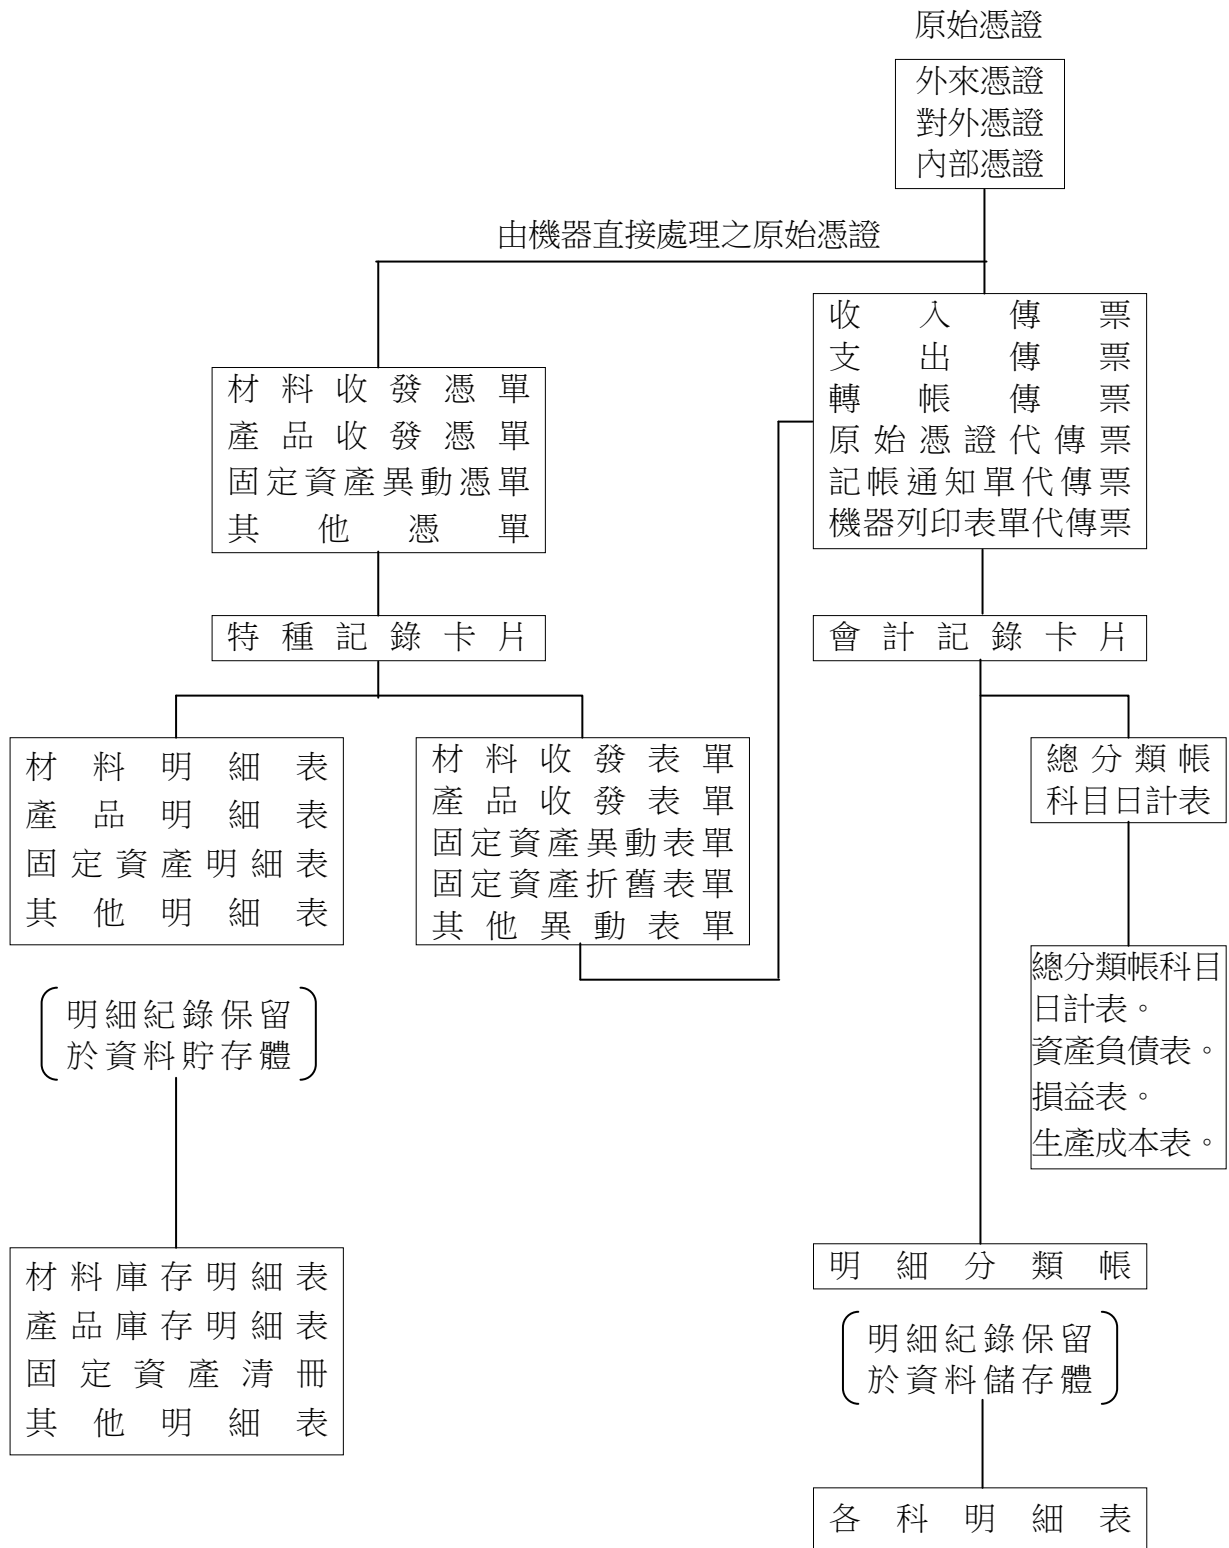 原始憑證
外來憑證
對外憑證
內部憑證
由機器直接處理之原始憑證
收入傳票
支出傳票
轉帳傳票
原始憑證代傳票
記帳通知單代傳票
機器列印表單代傳票
材料收發憑單
產品收發憑單
固定資產異動憑單
其他憑單
特種記錄卡片
會計記錄卡片
材料明細表
產品明細表
固定資產明細表
其他明細表
材料收發表單
產品收發表單
固定資產異動表單
固定資產折舊表單
其他異動表單
總分類帳
科目日計表
明細紀錄保留
於資料貯存體
總分類帳科目
日計表。
資產負債表。
損益表。
生產成本表。
材料庫存明細表
產品庫存明細表
固定資產清冊
其他明細表
明細分類帳
明細紀錄保留
於資料儲存體
各科明細表